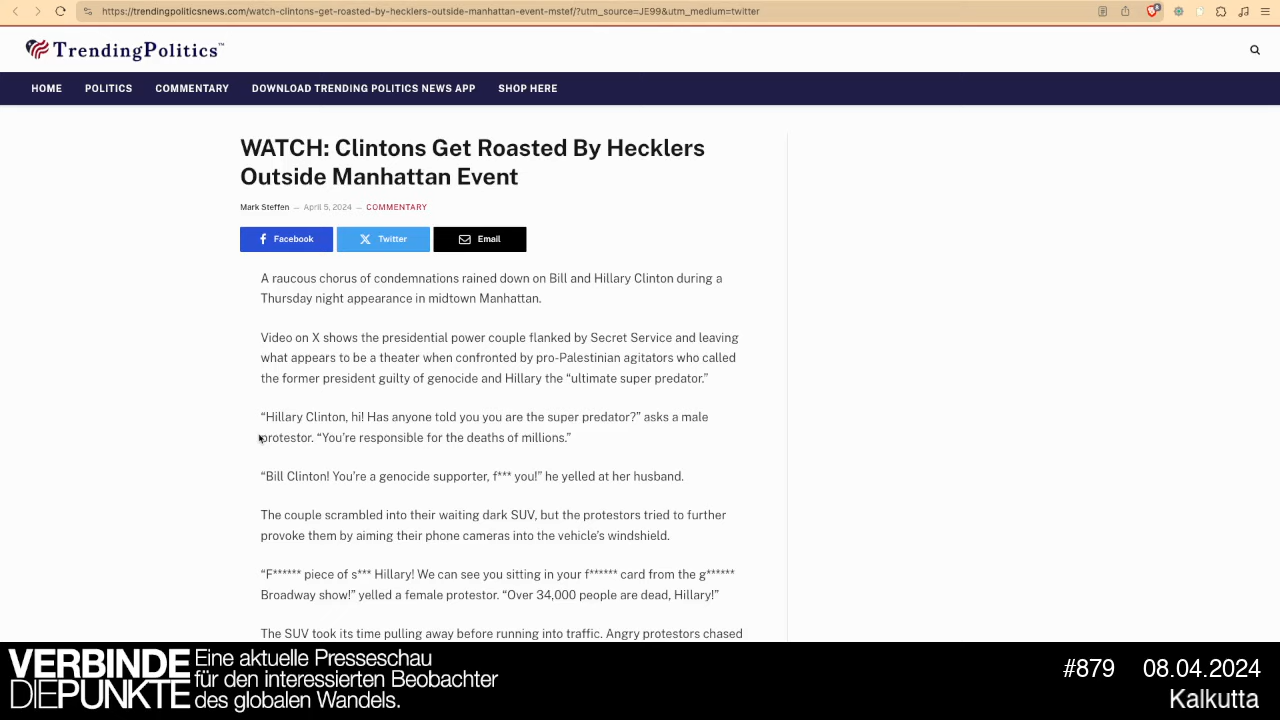 https://trendingpoliticsnews.com/watch-clintons-get-roasted-by-hecklers-outside-manhattan-event-mstef/?utm_source=JE99&utm_medium=twitter
TrendingPolitics™
HOME POLITICS COMMENTARY DOWNLOAD TRENDING POLITICS NEWS APP SHOP HERE
WATCH: Clintons Get Roasted By Hecklers
Outside Manhattan Event
Mark Steffen — April 5, 2024 — COMMENTARY
Facebook Twitter Email
A raucous chorus of condemnations rained down on Bill and Hillary Clinton during a
Thursday night appearance in midtown Manhattan.
Video on X shows the presidential power couple flanked by Secret Service and leaving
what appears to be a theater when confronted by pro-Palestinian agitators who called
the former president guilty of genocide and Hillary the “ultimate super predator.”
“Hillary Clinton, hi! Has anyone told you you are the super predator?” asks a male
protestor. “You’re responsible for the deaths of millions.”
“Bill Clinton! You’re a genocide supporter, f*** you!” he yelled at her husband.
The couple scrambled into their waiting dark SUV, but the protestors tried to further
provoke them by aiming their phone cameras into the vehicle’s windshield.
“F****** piece of s*** Hillary! We can see you sitting in your f****** card from the g******
Broadway show!” yelled a female protestor. “Over 34,000 people are dead, Hillary!”
The SUV took its time pulling away before running into traffic. Angry protestors chased
VERBINDE DIEPUNKTE
Eine aktuelle Presseschau
für den interessierten Beobachter
des globalen Wandels.
#879 08.04.2024
Kalkutta